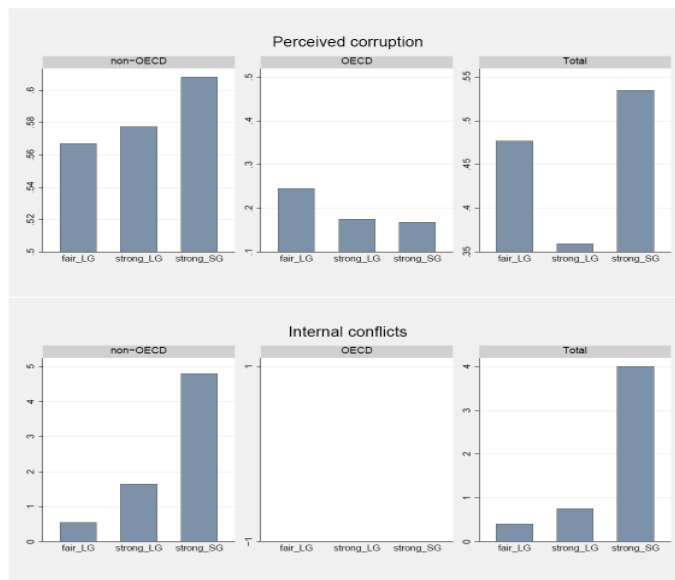 Perceived corruption
non-OECD OECD Total
.6 .5 .55
.58 .4 .5
.56 .3 .45
.54 .2 .4
.52 .1 .35
.5
fair_LG strong_LG strong_SG fair_LG strong_LG strong_SG fair_LG strong_LG strong_SG
Internal conflicts
non-OECD OECD Total
5 1 4
4 3
3 2
2 1
1 0
0 -1
fair_LG strong_LG strong_SG fair_LG strong_LG strong_SG fair_LG strong_LG strong_SG